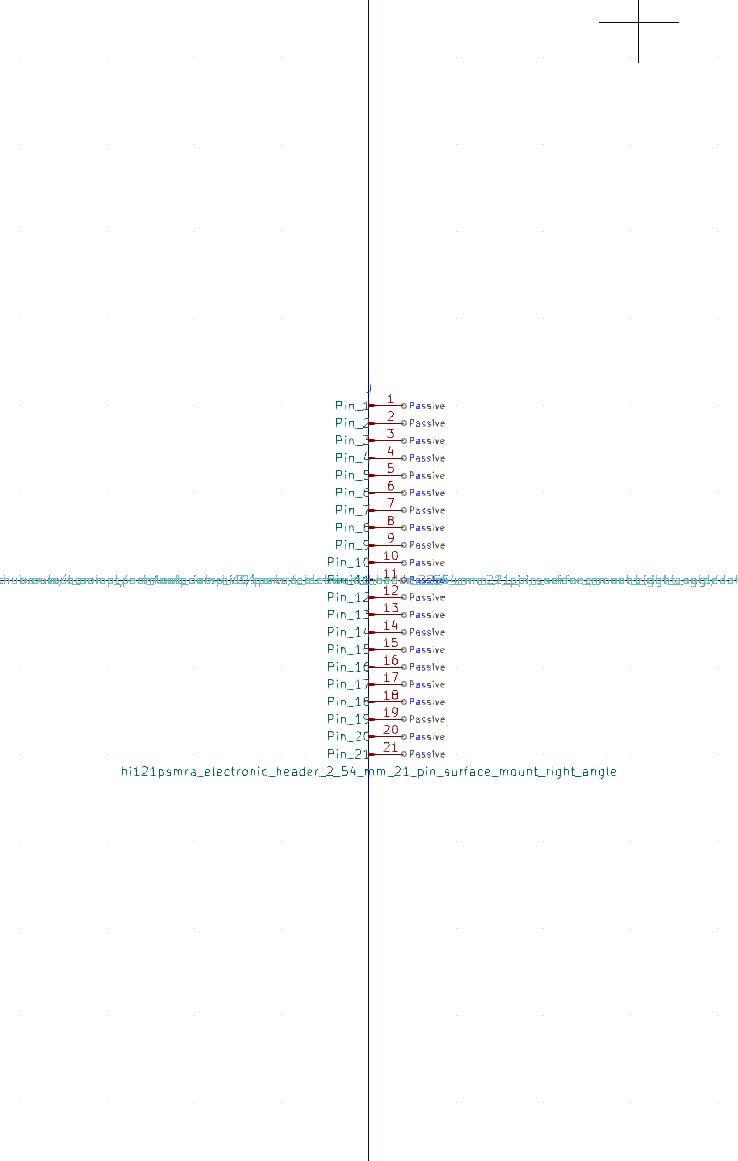 J
Pin_1 1 Passive
Pin_2 2 Passive
Pin_3 3 Passive
Pin_4 4 Passive
Pin_5 5 Passive
Pin_6 6 Passive
Pin_7 7 Passive
Pin_8 8 Passive
Pin_9 9 Passive
Pin_10 10 Passive
11
Pin_12 12 Passive
Pin_13 13 Passive
Pin_14 14 Passive
Pin_15 15 Passive
Pin_16 16 Passive
Pin_17 17 Passive
Pin_18 18 Passive
Pin_19 19 Passive
Pin_20 20 Passive
Pin_21 21 Passive
hi121psmra_electronic_header_2_54_mm_21_pin_surface_mount_right_angle